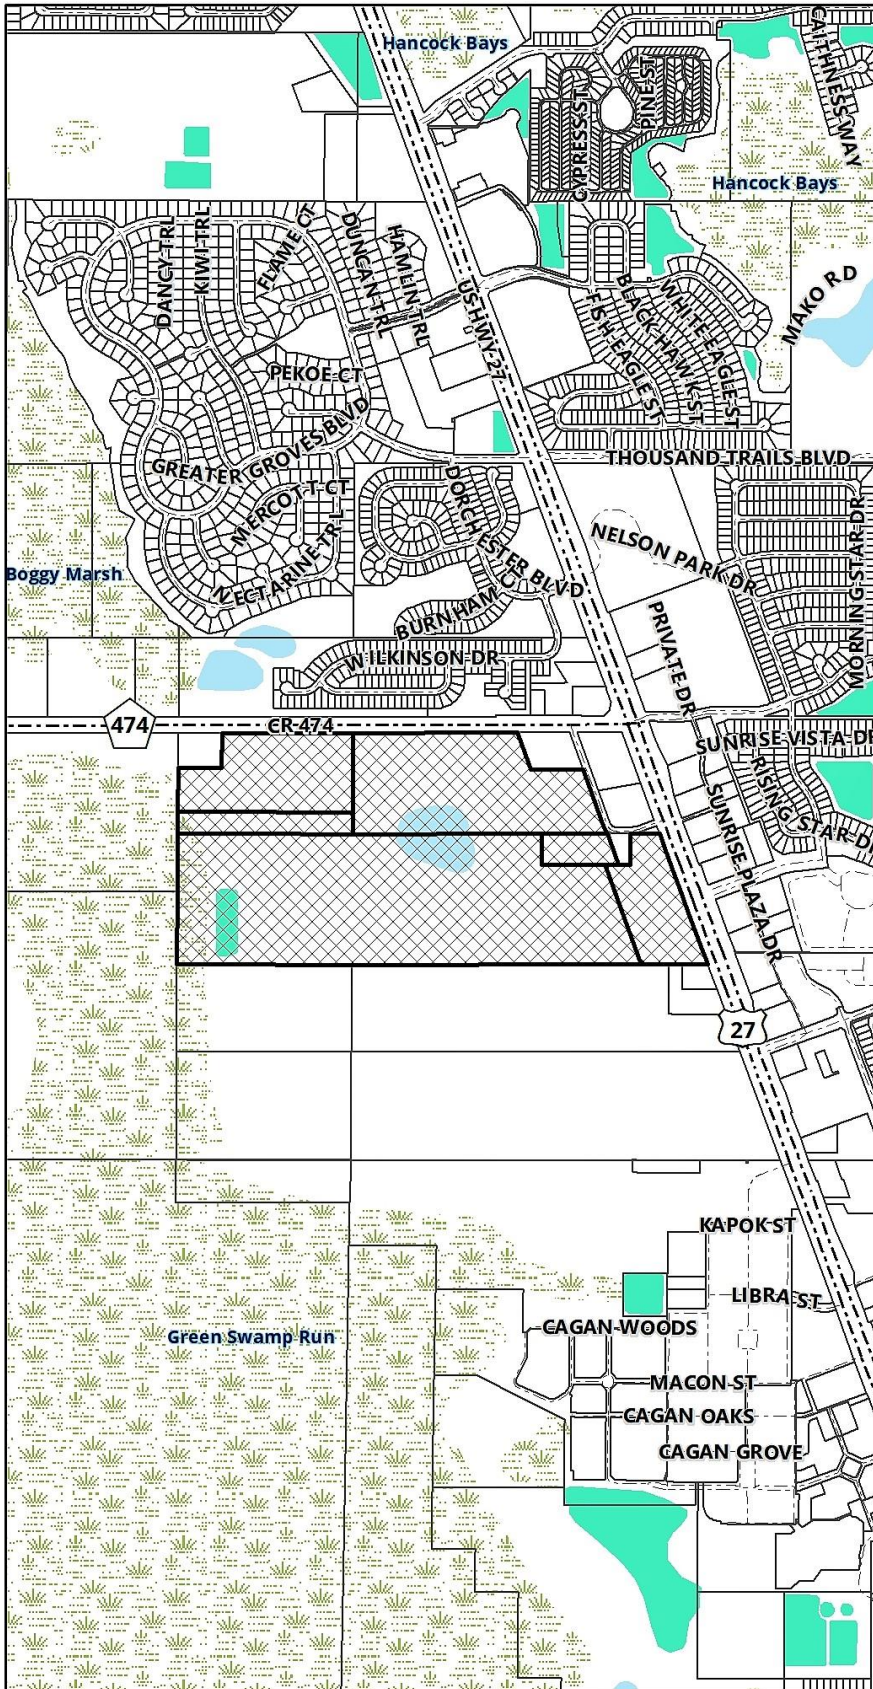 Hancock Bays
CAITHNESS WAY
PINE ST
CYPRESS ST
Hancock Bays
DANCY TRL
KIWI TRL
FLAME CT
DUNCAN TRL
HAMLIN TRL
US HWY 27
MAKO RD
WHITE EAGLE ST
BLACK HAWK ST
FISH EAGLE ST
PEKOE CT
GREATER GROVES BLVD
THOUSAND TRAILS BLVD
MERCOTT CT
DORCHESTER BLVD
NELSON PARK DR
MORNING STAR DR
Boggy Marsh
NECTARINE TRL
BURNHAM CT
PRIVATE DR
WILKINSON DR
474
CR 474
SUNRISE VISTA DR
RISING STAR DR
SUNRISE PLAZA DR
27
KAPOK ST
LIBRA ST
Green Swamp Run
CAGAN WOODS
MACON ST
CAGAN OAKS
CAGAN GROVE